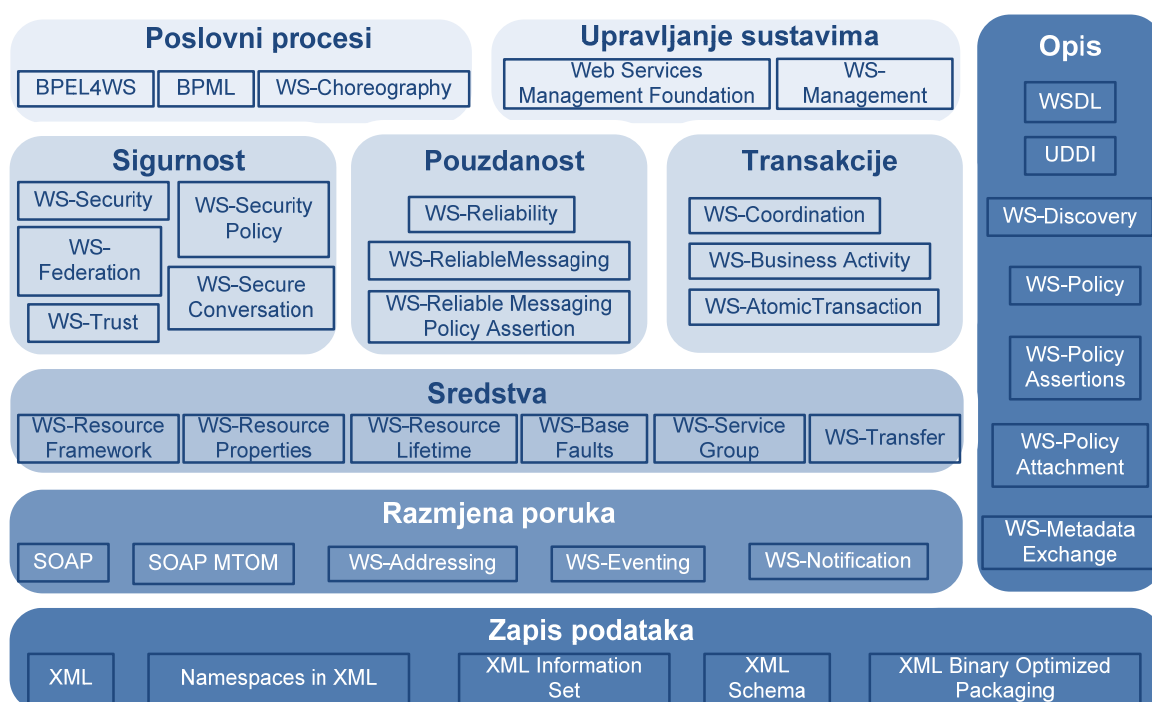 Poslovni procesi
BPEL4WS
BPML
WS-Choreography
Upravljanje sustavima
Web Services
Management Foundation
WS-
Management
Opis
WSDL
UDDI
WS-Discovery
WS-Policy
WS-Policy
Assertions
WS-Policy
Attachment
WS-Metadata
Exchange
Sigurnost
WS-Security
WS-Security
Policy
WS-
Federation
WS-Secure
Conversation
WS-Trust
Pouzdanost
WS-Reliability
WS-ReliableMessaging
WS-Reliable Messaging
Policy Assertion
Transakcije
WS-Coordination
WS-Business Activity
WS-AtomicTransaction
Sredstva
WS-Resource
Framework
WS-Resource
Properties
WS-Resource
Lifetime
WS-Base
Faults
WS-Service
Group
WS-Transfer
Razmjena poruka
SOAP
SOAP MTOM
WS-Addressing
WS-Eventing
WS-Notification
Zapis podataka
XML
Namespaces in XML
XML Information
Set
XML
Schema
XML Binary Optimized
Packaging